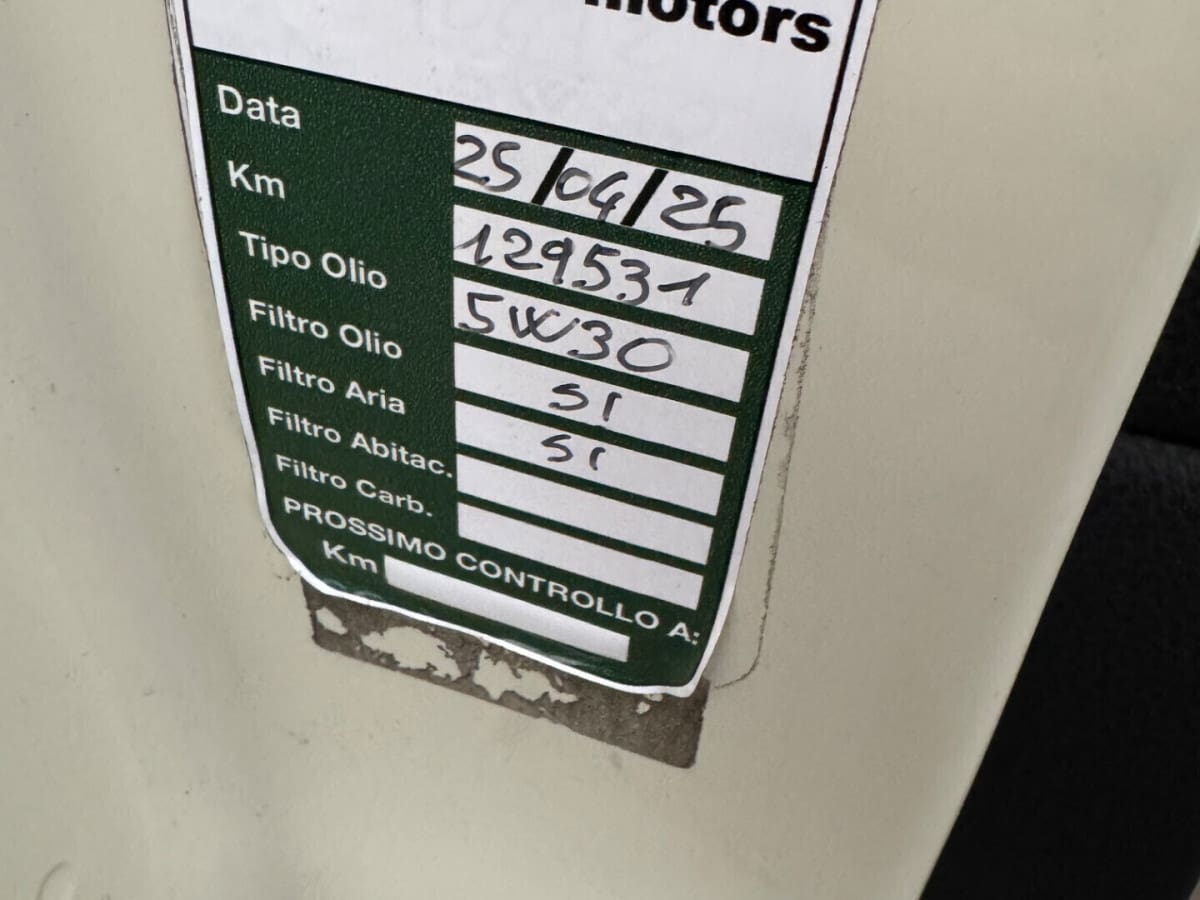 motors
Data 25/04/25
Km 129531
Tipo Olio 5W30
Filtro Olio SI
Filtro Aria SI
Filtro Abitac.
Filtro Carb.
PROSSIMO CONTROLLO A:
Km